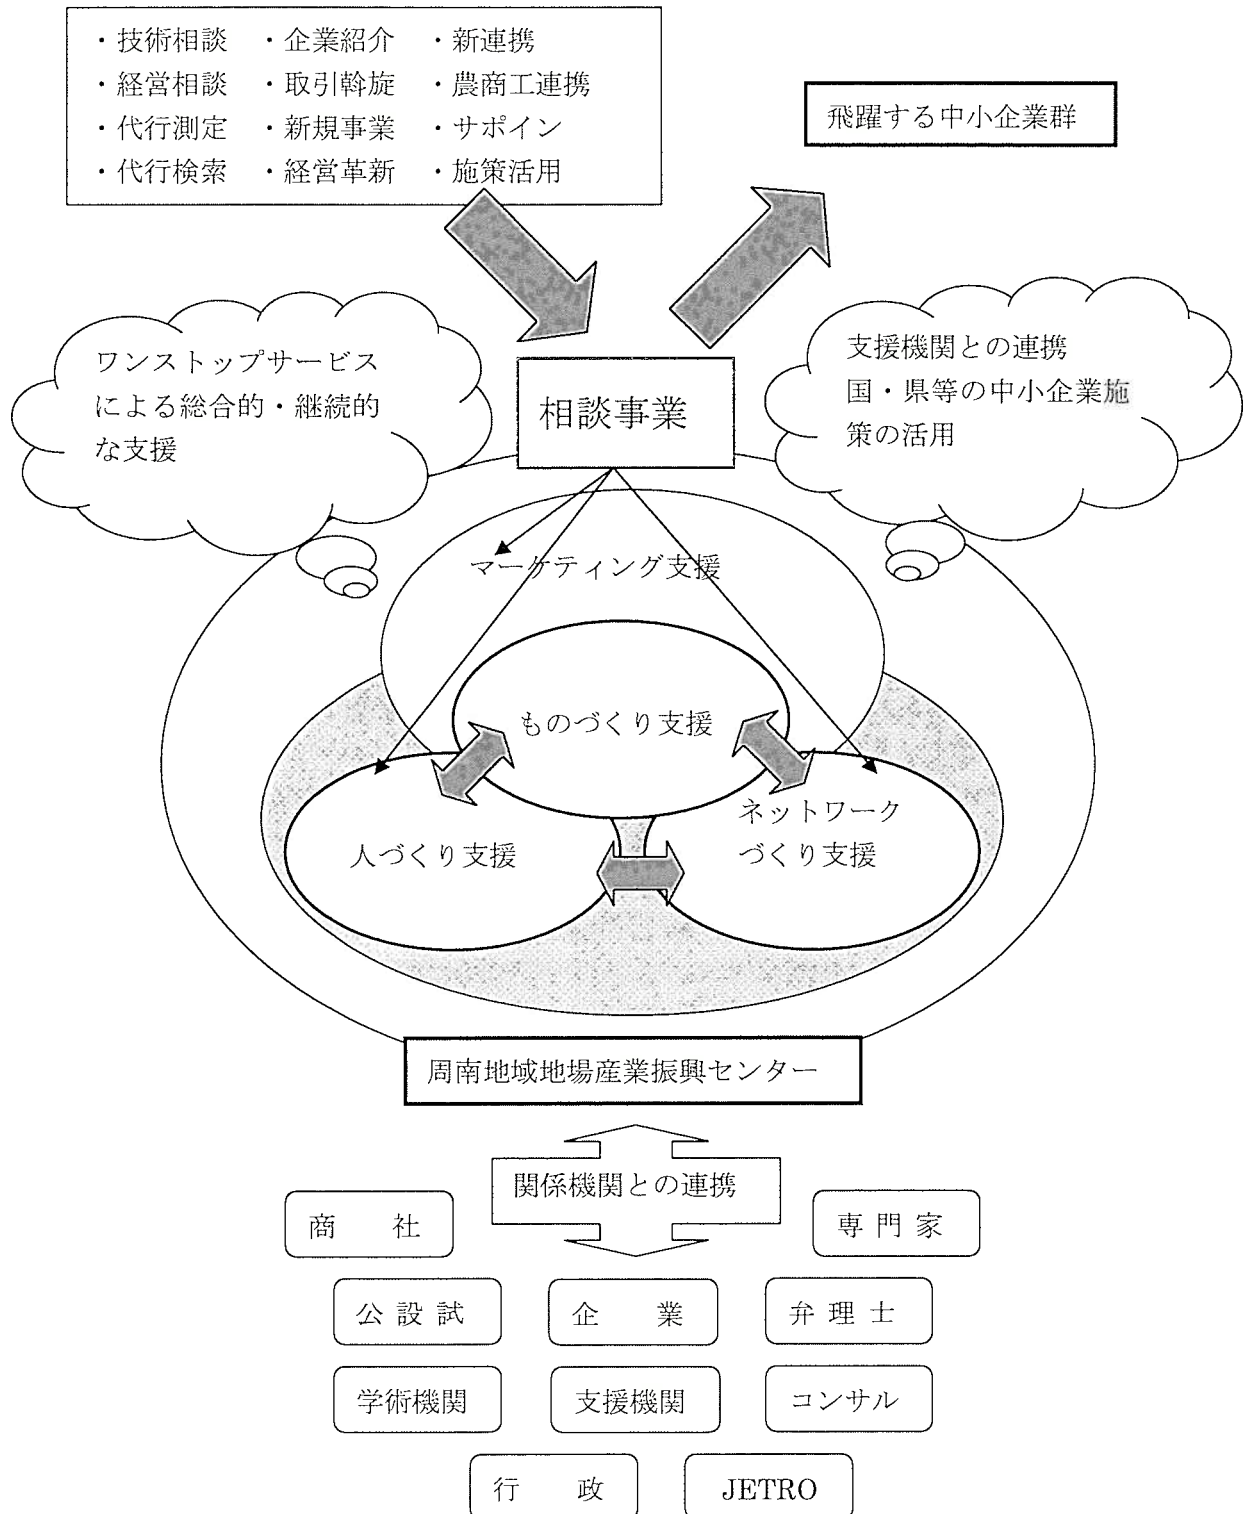 ・技術相談 ・企業紹介 ・新連携
・経営相談 ・取引斡旋 ・農商工連携
・代行測定 ・新規事業 ・サポイン
・代行検索 ・経営革新 ・施策活用
飛躍する中小企業群
ワンストップサービス
による総合的・継続的
な支援
相談事業
支援機関との連携
国・県等の中小企業施
策の活用
マーケティング支援
ものづくり支援
人づくり支援
ネットワーク
づくり支援
周南地域地場産業振興センター
関係機関との連携
商社
専門家
公設試
企業
弁理士
学術機関
支援機関
コンサル
行政
JETRO